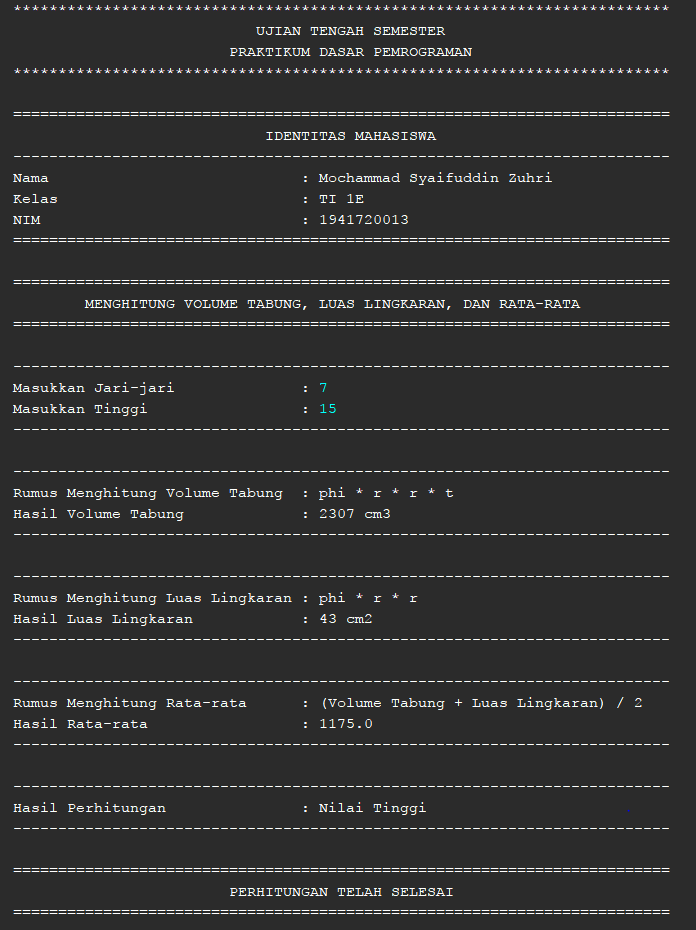 *************************************************************************
UJIAN TENGAH SEMESTER
PRAKTIKUM DASAR PEMROGRAMAN
*************************************************************************
=========================================================================
IDENTITAS MAHASISWA
-------------------------------------------------------------------------
Nama : Mochammad Syaifuddin Zuhri
Kelas : TI 1E
NIM : 1941720013
=========================================================================
=========================================================================
MENGHITUNG VOLUME TABUNG, LUAS LINGKARAN, DAN RATA-RATA
=========================================================================
-------------------------------------------------------------------------
Masukkan Jari-jari : 7
Masukkan Tinggi : 15
-------------------------------------------------------------------------
-------------------------------------------------------------------------
Rumus Menghitung Volume Tabung : phi * r * r * t
Hasil Volume Tabung : 2307 cm3
-------------------------------------------------------------------------
-------------------------------------------------------------------------
Rumus Menghitung Luas Lingkaran : phi * r * r
Hasil Luas Lingkaran : 43 cm2
-------------------------------------------------------------------------
-------------------------------------------------------------------------
Rumus Menghitung Rata-rata : (Volume Tabung + Luas Lingkaran) / 2
Hasil Rata-rata : 1175.0
-------------------------------------------------------------------------
-------------------------------------------------------------------------
Hasil Perhitungan : Nilai Tinggi
-------------------------------------------------------------------------
=========================================================================
PERHITUNGAN TELAH SELESAI
=========================================================================